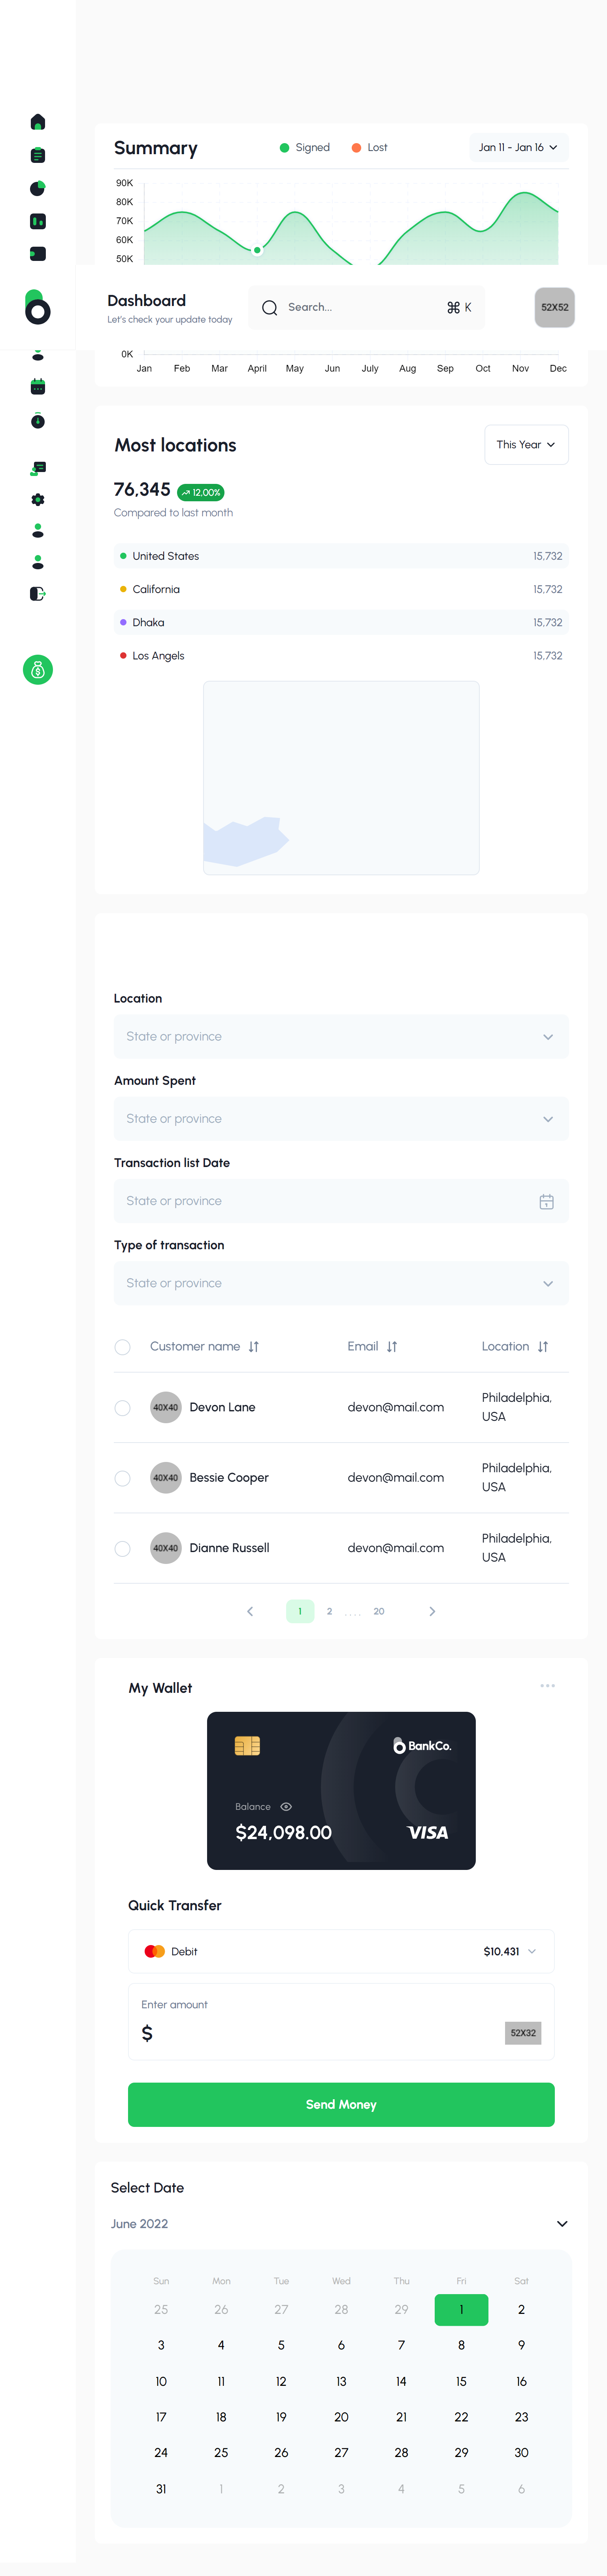 Summary
Signed
Lost
Jan 11 - Jan 16
90K
80K
70K
60K
50K
Dashboard
Let's check your update today
Search...
⌘ K
52X52
0K
Jan Feb Mar April May Jun July Aug Sep Oct Nov Dec
Most locations
This Year
76,345
12,00%
Compared to last month
United States 15,732
California 15,732
Dhaka 15,732
Los Angels 15,732
Location
State or province
Amount Spent
State or province
Transaction list Date
State or province
Type of transaction
State or province
Customer name Email Location
40X40 Devon Lane devon@mail.com Philadelphia,
USA
40X40 Bessie Cooper devon@mail.com Philadelphia,
USA
40X40 Dianne Russell devon@mail.com Philadelphia,
USA
1 2 .... 20
My Wallet
BankCo.
Balance
$24,098.00
VISA
Quick Transfer
Debit $10,431
Enter amount
$
52X32
Send Money
Select Date
June 2022
Sun Mon Tue Wed Thu Fri Sat
25 26 27 28 29 1 2
3 4 5 6 7 8 9
10 11 12 13 14 15 16
17 18 19 20 21 22 23
24 25 26 27 28 29 30
31 1 2 3 4 5 6